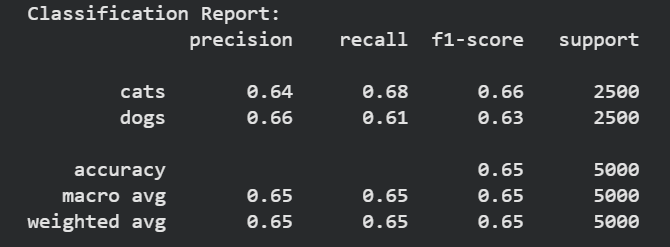 Classification Report:
precision recall f1-score support
cats 0.64 0.68 0.66 2500
dogs 0.66 0.61 0.63 2500
accuracy 0.65 5000
macro avg 0.65 0.65 0.65 5000
weighted avg 0.65 0.65 0.65 5000